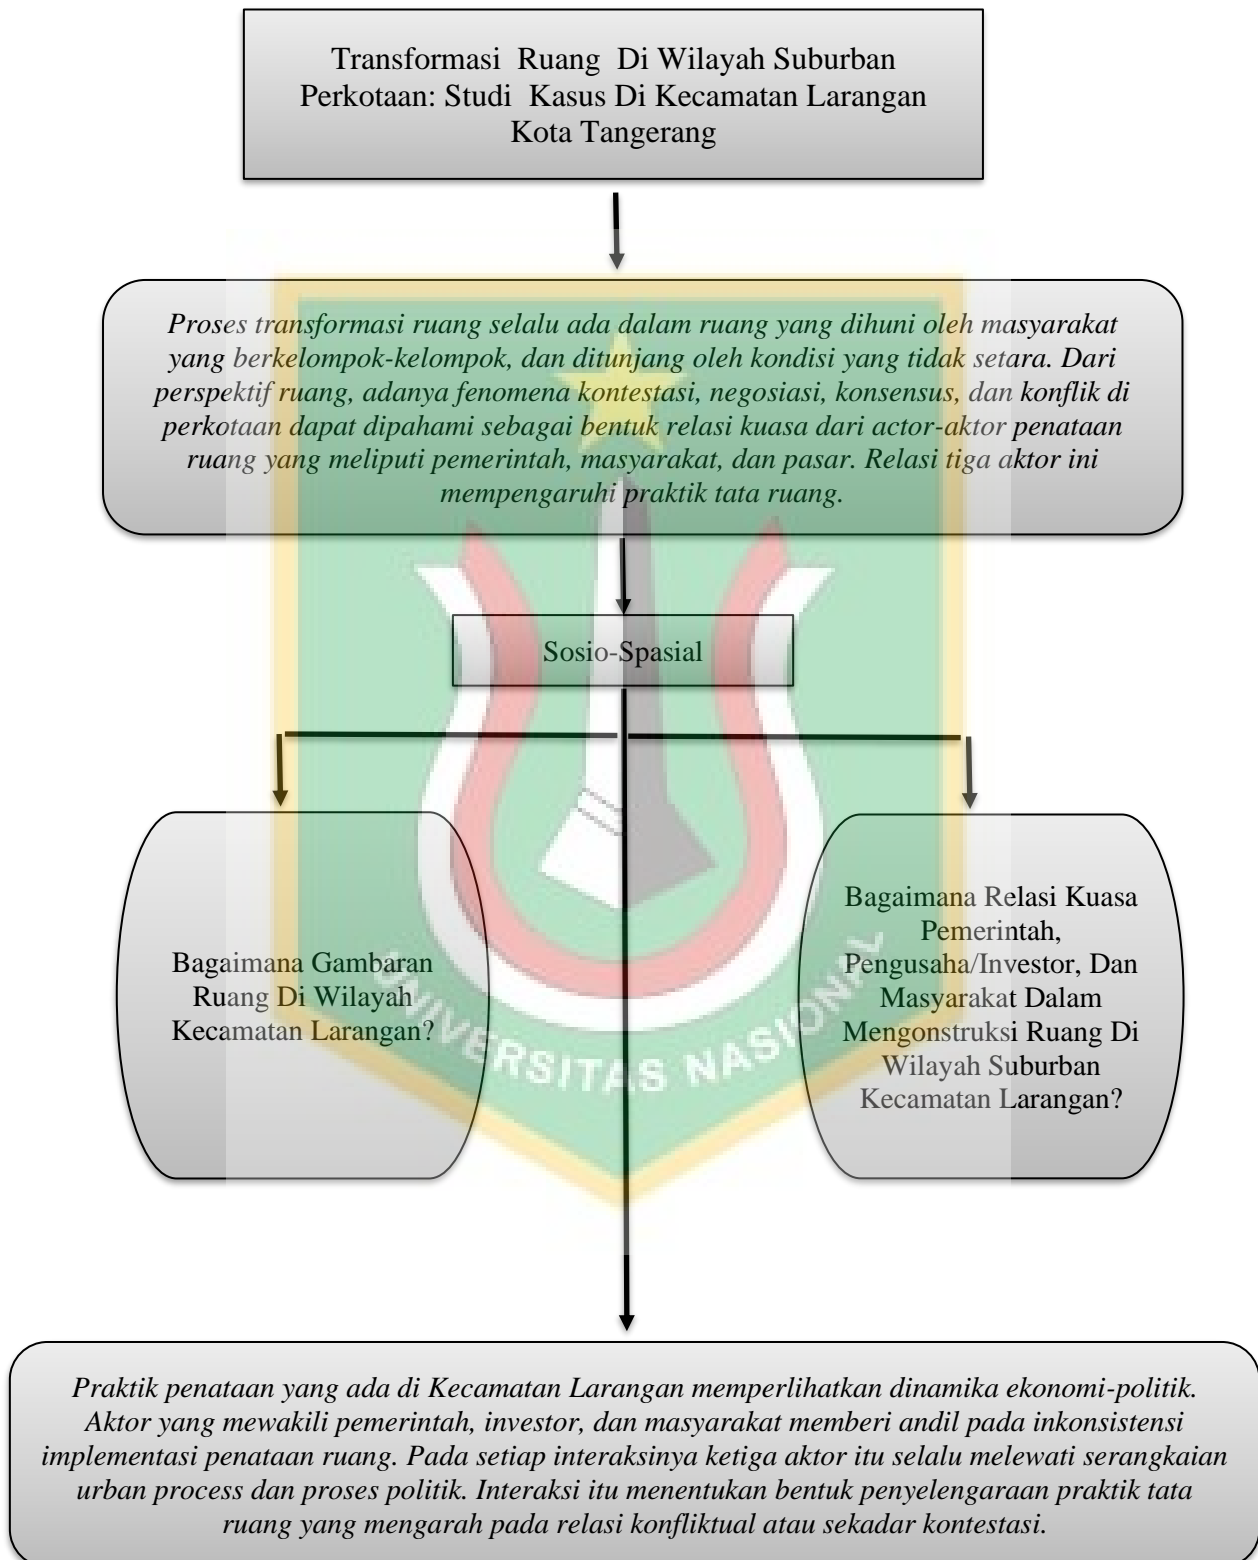 Transformasi Ruang Di Wilayah Suburban
Perkotaan: Studi Kasus Di Kecamatan Larangan
Kota Tangerang
Proses transformasi ruang selalu ada dalam ruang yang dihuni oleh masyarakat
yang berkelompok-kelompok, dan ditunjang oleh kondisi yang tidak setara. Dari
perspektif ruang, adanya fenomena kontestasi, negosiasi, konsensus, dan konflik di
perkotaan dapat dipahami sebagai bentuk relasi kuasa dari actor-aktor penataan
ruang yang meliputi pemerintah, masyarakat, dan pasar. Relasi tiga aktor ini
mempengaruhi praktik tata ruang.
Sosio-Spasial
Bagaimana Gambaran
Ruang Di Wilayah
Kecamatan Larangan?
Bagaimana Relasi Kuasa
Pemerintah,
Pengusaha/Investor, Dan
Masyarakat Dalam
Mengonstruksi Ruang Di
Wilayah Suburban
Kecamatan Larangan?
UNIVERSITAS NASIONAL
Praktik penataan yang ada di Kecamatan Larangan memperlihatkan dinamika ekonomi-politik.
Aktor yang mewakili pemerintah, investor, dan masyarakat memberi andil pada inkonsistensi
implementasi penataan ruang. Pada setiap interaksinya ketiga aktor itu selalu melewati serangkaian
urban process dan proses politik. Interaksi itu menentukan bentuk penyelengaraan praktik tata
ruang yang mengarah pada relasi konfliktual atau sekadar kontestasi.